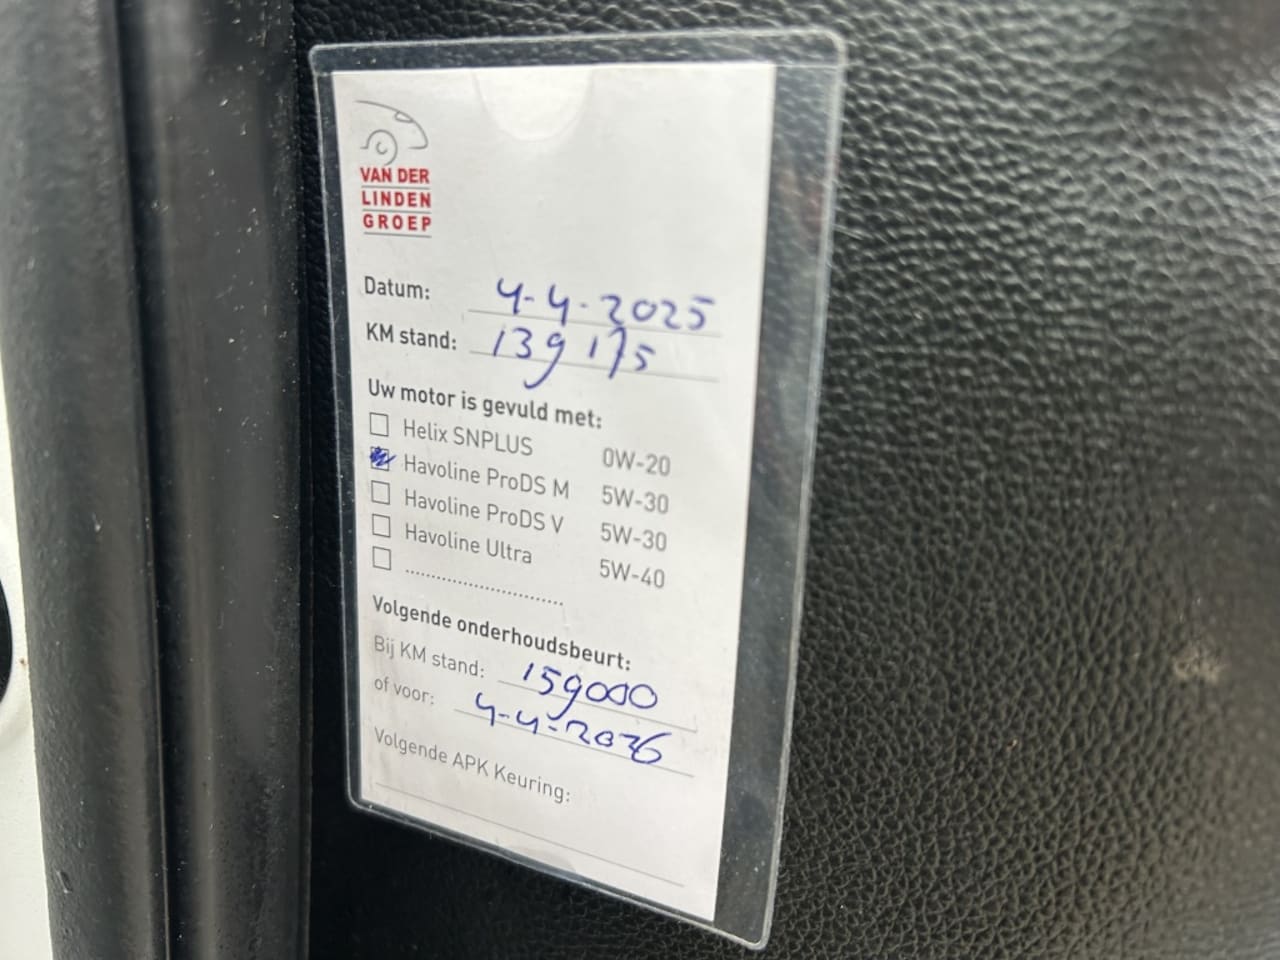 VAN DER
LINDEN
GROEP
Datum: 4-4-2025
KM stand: 139175
Uw motor is gevuld met:
Helix SNPLUS 0W-20
Havoline ProDS M 5W-30
Havoline ProDS V 5W-30
Havoline Ultra 5W-40
..............................
Volgende onderhoudsbeurt:
Bij KM stand: 159000
of voor: 4-4-2026
Volgende APK Keuring: